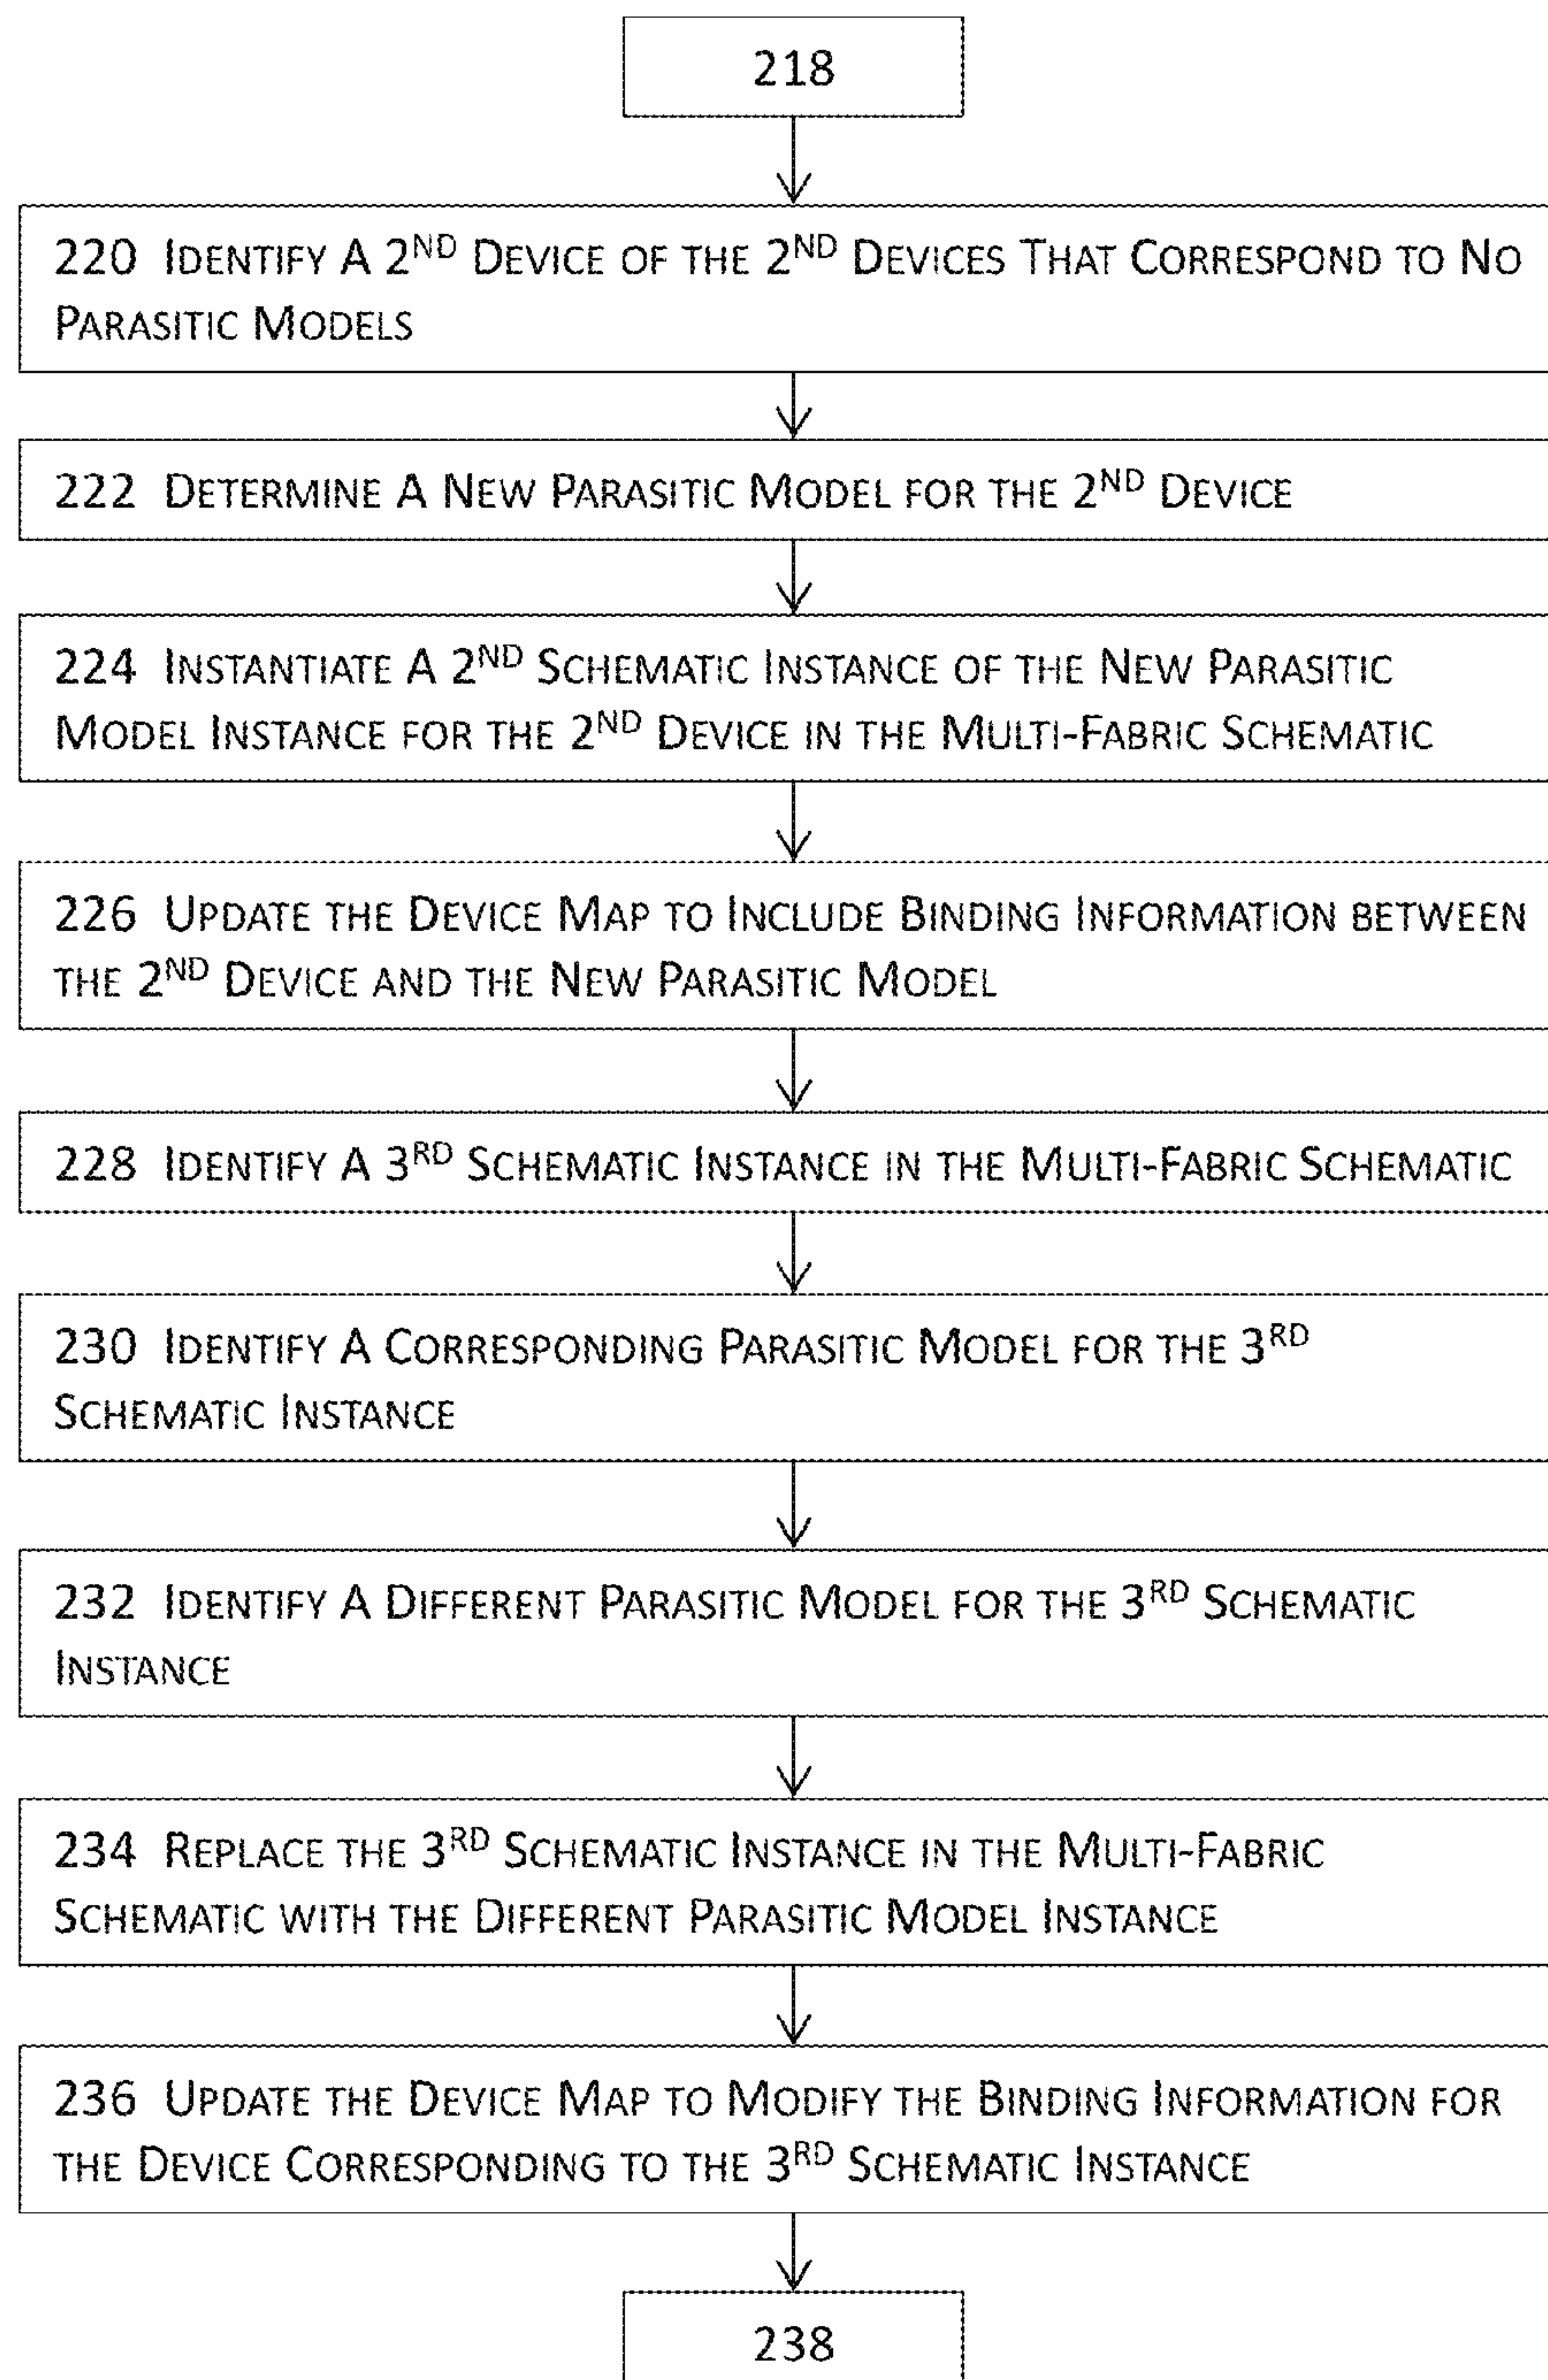 218
220 IDENTIFY A 2ND DEVICE OF THE 2ND DEVICES THAT CORRESPOND TO NO
PARASITIC MODELS
222 DETERMINE A NEW PARASITIC MODEL FOR THE 2ND DEVICE
224 INSTANTIATE A 2ND SCHEMATIC INSTANCE OF THE NEW PARASITIC
MODEL INSTANCE FOR THE 2ND DEVICE IN THE MULTI-FABRIC SCHEMATIC
226 UPDATE THE DEVICE MAP TO INCLUDE BINDING INFORMATION BETWEEN
THE 2ND DEVICE AND THE NEW PARASITIC MODEL
228 IDENTIFY A 3RD SCHEMATIC INSTANCE IN THE MULTI-FABRIC SCHEMATIC
230 IDENTIFY A CORRESPONDING PARASITIC MODEL FOR THE 3RD
SCHEMATIC INSTANCE
232 IDENTIFY A DIFFERENT PARASITIC MODEL FOR THE 3RD SCHEMATIC
INSTANCE
234 REPLACE THE 3RD SCHEMATIC INSTANCE IN THE MULTI-FABRIC
SCHEMATIC WITH THE DIFFERENT PARASITIC MODEL INSTANCE
236 UPDATE THE DEVICE MAP TO MODIFY THE BINDING INFORMATION FOR
THE DEVICE CORRESPONDING TO THE 3RD SCHEMATIC INSTANCE
238